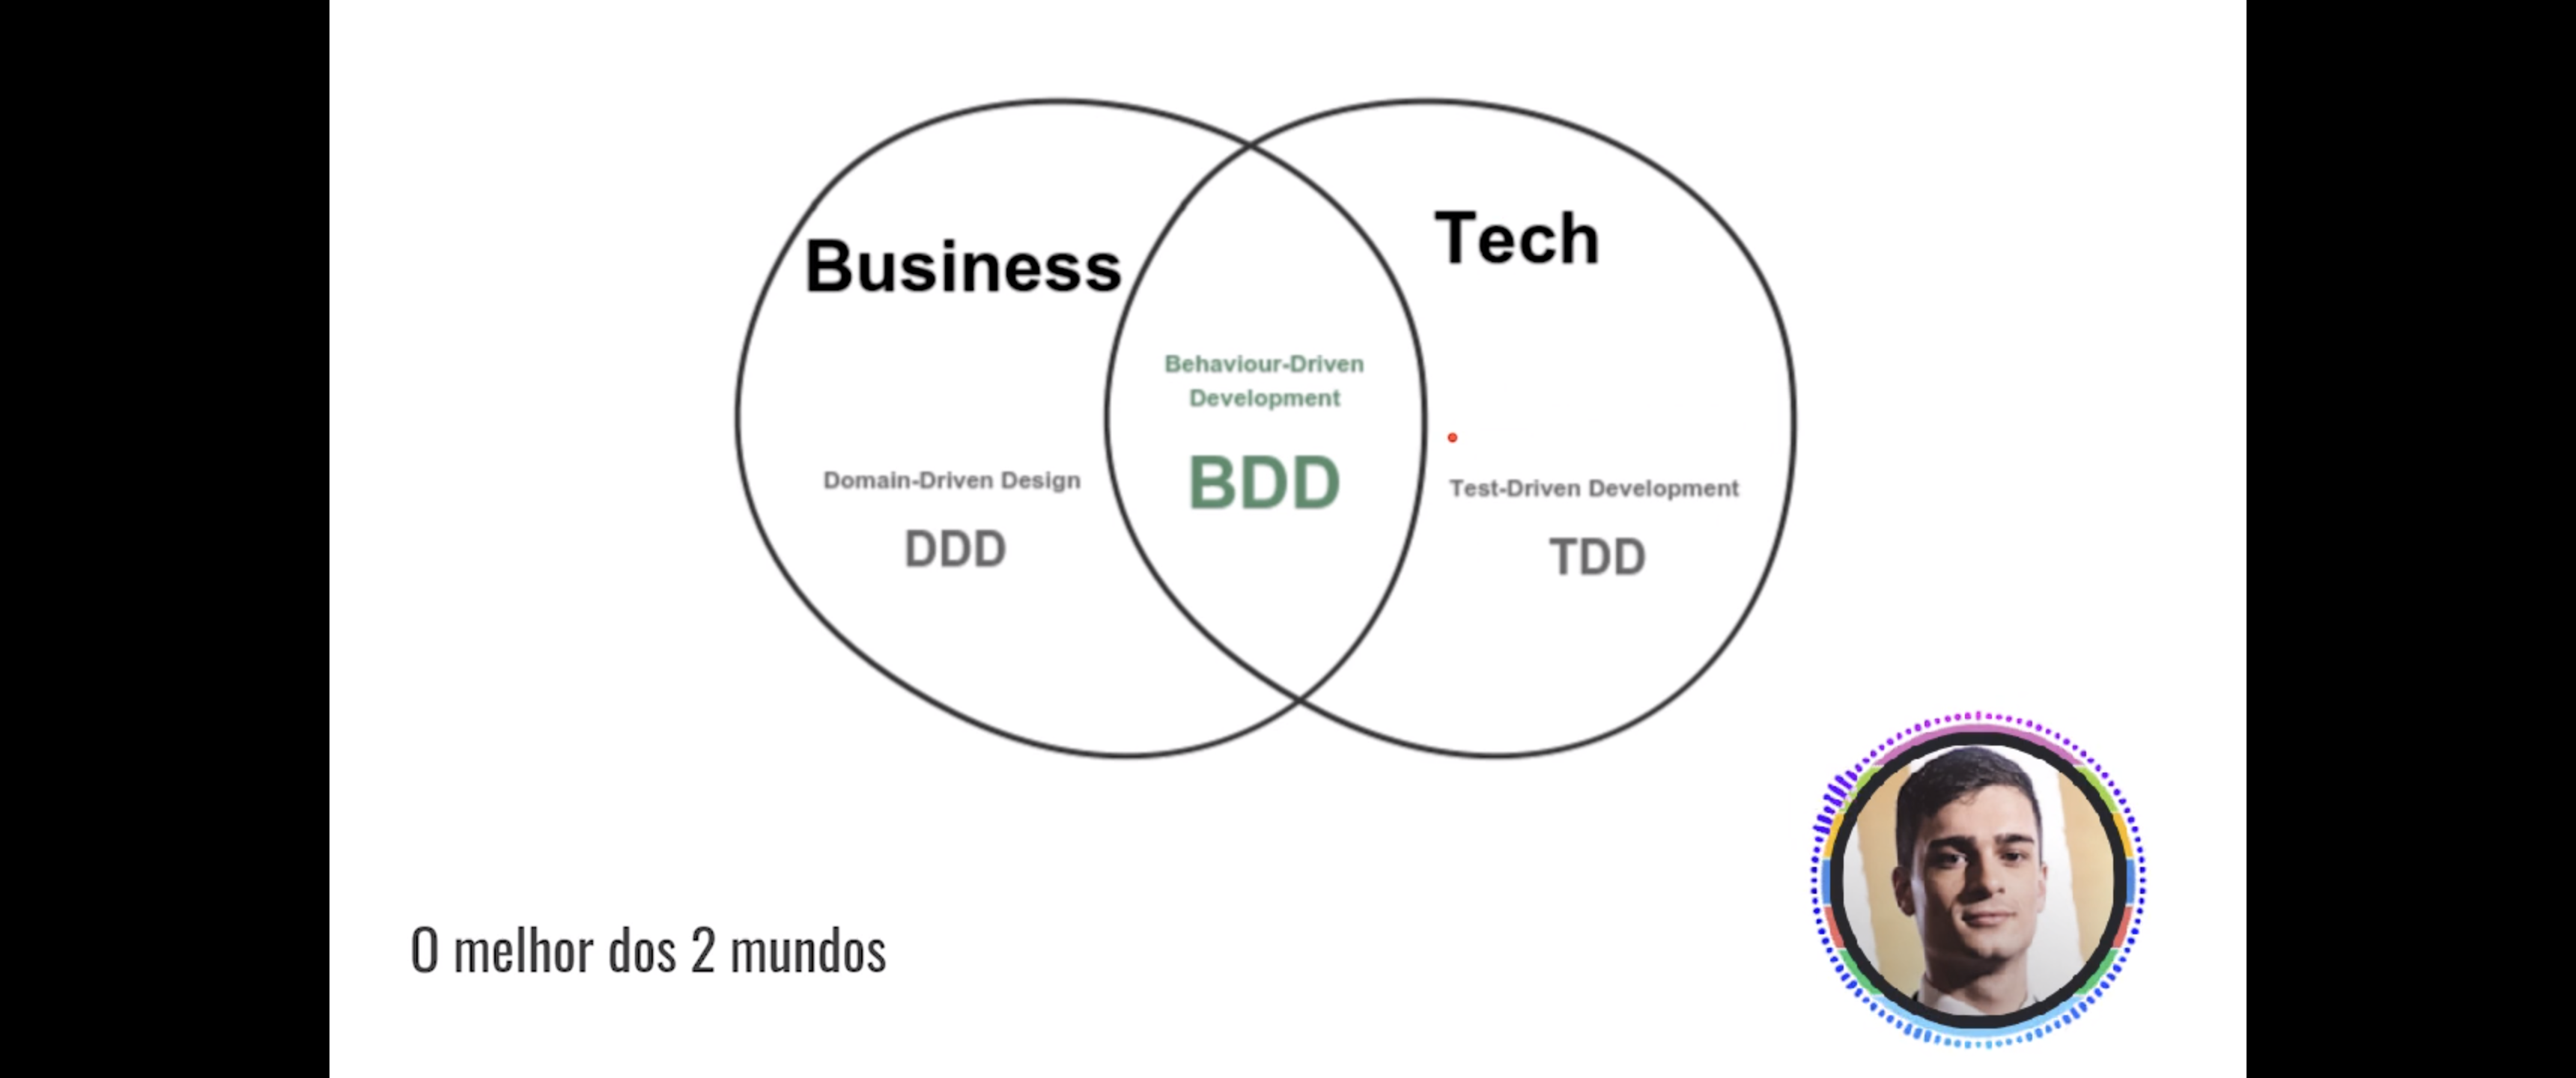 Business
Tech
Behaviour-Driven
Development
BDD
Domain-Driven Design
DDD
Test-Driven Development
TDD
O melhor dos 2 mundos